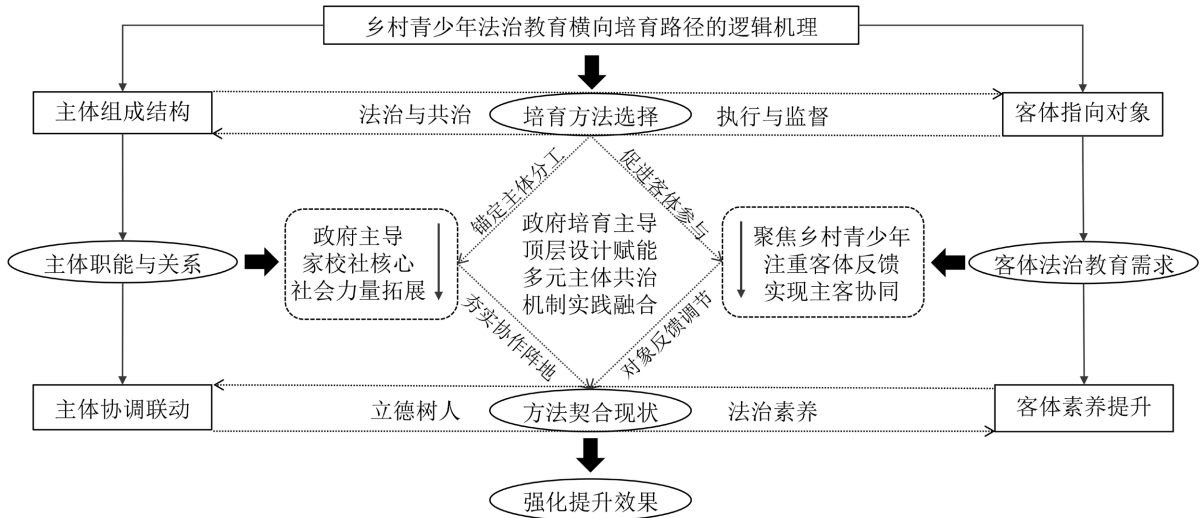 乡村青少年法治教育横向培育路径的逻辑机理
主体组成结构
法治与共治
培育方法选择
执行与监督
客体指向对象
锚定主体分工
促进客体参与
政府主导
家校社核心
社会力量拓展
政府培育主导
顶层设计赋能
多元主体共治
机制实践融合
聚焦乡村青少年
注重客体反馈
实现主客协同
主体职能与关系
客体法治教育需求
夯实协作阵地
对象反馈调节
主体协调联动
立德树人
方法契合现状
法治素养
客体素养提升
强化提升效果